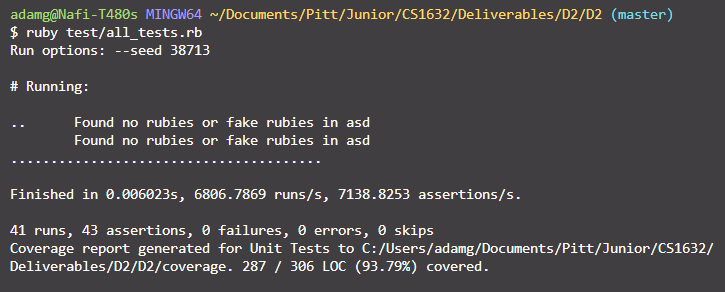 adamg@Nafi-T480s MINGW64 ~/Documents/Pitt/Junior/CS1632/Deliverables/D2/D2 (master)
$ ruby test/all_tests.rb
Run options: --seed 38713
# Running:
..      Found no rubies or fake rubies in asd
        Found no rubies or fake rubies in asd
.......................................
Finished in 0.006023s, 6806.7869 runs/s, 7138.8253 assertions/s.
41 runs, 43 assertions, 0 failures, 0 errors, 0 skips
Coverage report generated for Unit Tests to C:/Users/adamg/Documents/Pitt/Junior/CS1632/
Deliverables/D2/D2/coverage. 287 / 306 LOC (93.79%) covered.